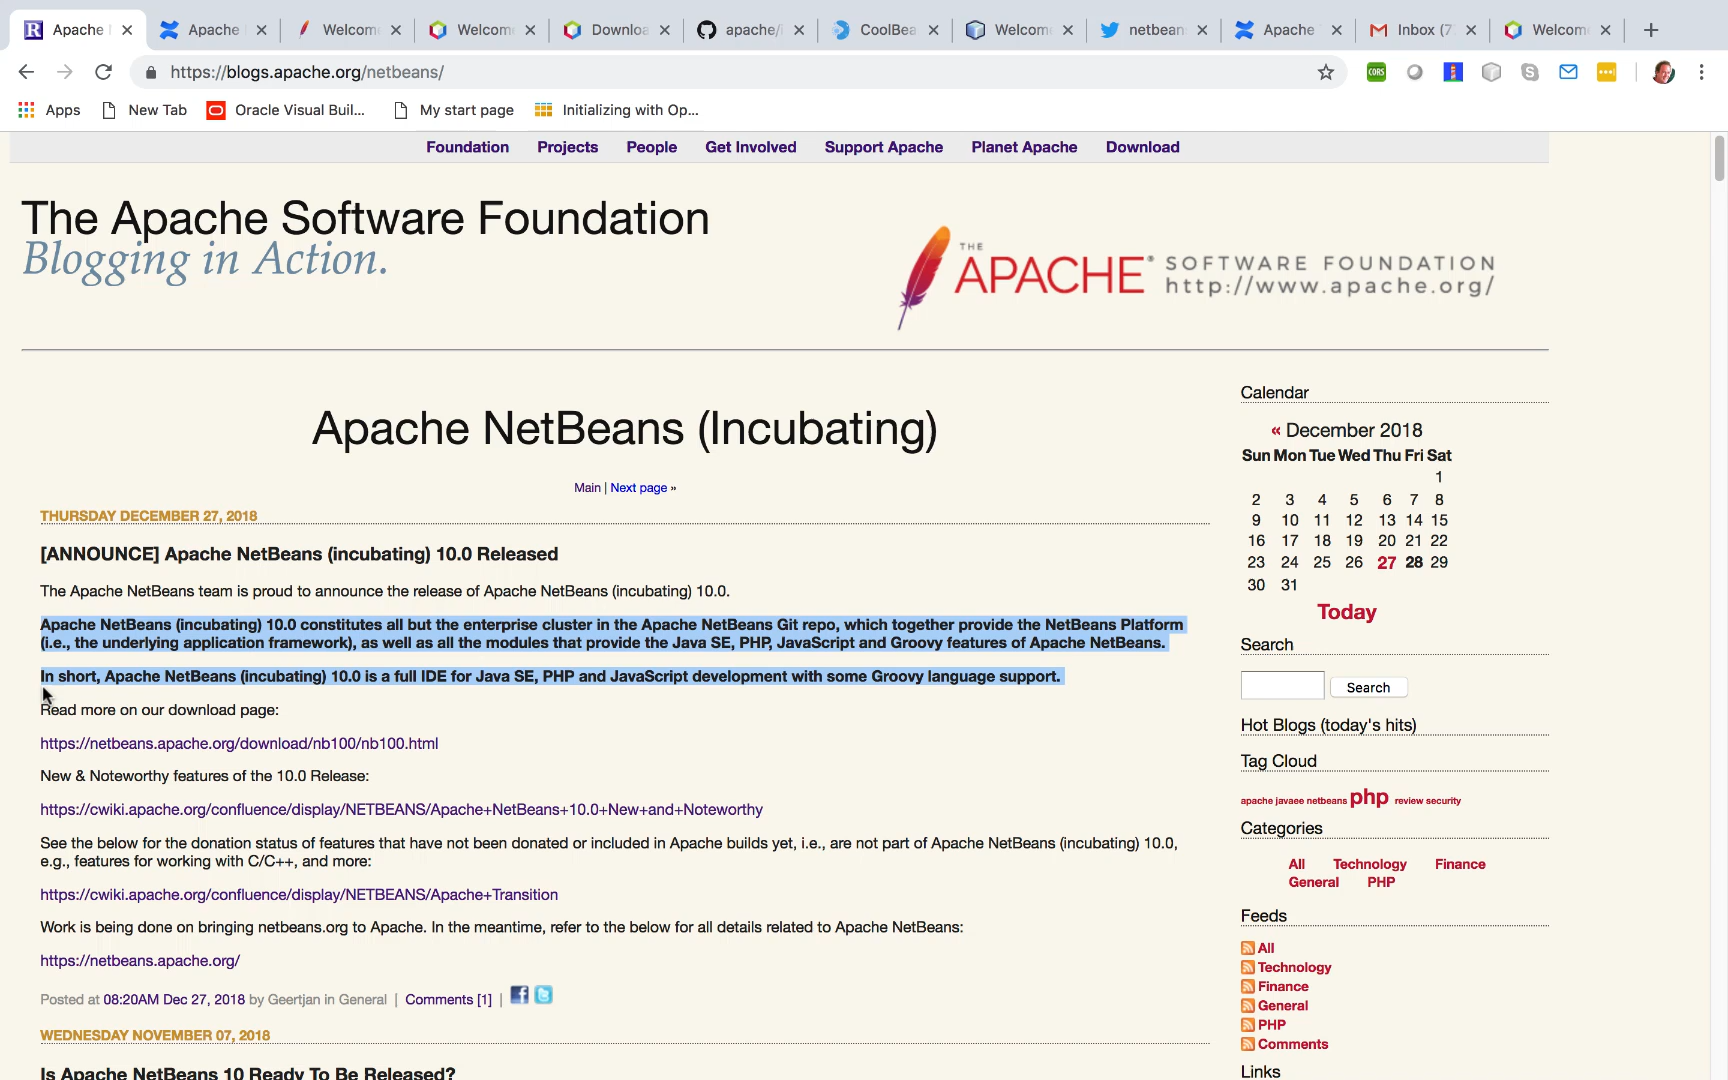 Apache
Apache
Welcom
Welcom
Downlo
apache/
CoolBea
Welcom
netbean
Apache
Inbox (7
Welcom
https://blogs.apache.org/netbeans/
CORS
Apps
New Tab
Oracle Visual Buil...
My start page
Initializing with Op...
Foundation Projects People Get Involved Support Apache Planet Apache Download
The Apache Software Foundation
Blogging in Action.
THE
APACHE® SOFTWARE FOUNDATION
http://www.apache.org/
Apache NetBeans (Incubating)
Main | Next page »
THURSDAY DECEMBER 27, 2018
[ANNOUNCE] Apache NetBeans (incubating) 10.0 Released
The Apache NetBeans team is proud to announce the release of Apache NetBeans (incubating) 10.0.
Apache NetBeans (incubating) 10.0 constitutes all but the enterprise cluster in the Apache NetBeans Git repo, which together provide the NetBeans Platform
(i.e., the underlying application framework), as well as all the modules that provide the Java SE, PHP, JavaScript and Groovy features of Apache NetBeans.
In short, Apache NetBeans (incubating) 10.0 is a full IDE for Java SE, PHP and JavaScript development with some Groovy language support.
Read more on our download page:
https://netbeans.apache.org/download/nb100/nb100.html
New & Noteworthy features of the 10.0 Release:
https://cwiki.apache.org/confluence/display/NETBEANS/Apache+NetBeans+10.0+New+and+Noteworthy
See the below for the donation status of features that have not been donated or included in Apache builds yet, i.e., are not part of Apache NetBeans (incubating) 10.0,
e.g., features for working with C/C++, and more:
https://cwiki.apache.org/confluence/display/NETBEANS/Apache+Transition
Work is being done on bringing netbeans.org to Apache. In the meantime, refer to the below for all details related to Apache NetBeans:
https://netbeans.apache.org/
Posted at 08:20AM Dec 27, 2018 by Geertjan in General | Comments [1] |
WEDNESDAY NOVEMBER 07, 2018
Is Apache NetBeans 10 Ready To Be Released?
Calendar
« December 2018
Sun Mon Tue Wed Thu Fri Sat
1
2 3 4 5 6 7 8
9 10 11 12 13 14 15
16 17 18 19 20 21 22
23 24 25 26 27 28 29
30 31
Today
Search
Search
Hot Blogs (today's hits)
Tag Cloud
apache javaee netbeans php review security
Categories
All Technology Finance
General PHP
Feeds
All
Technology
Finance
General
PHP
Comments
Links